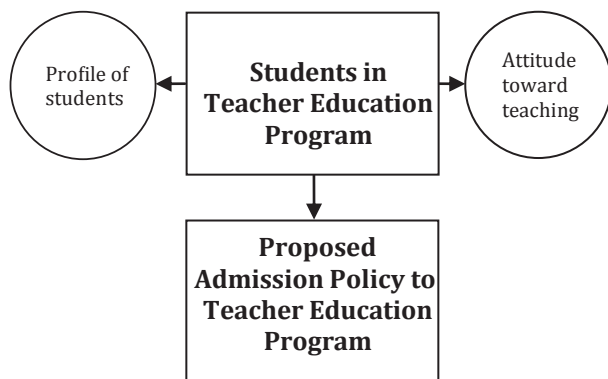 Profile of
students
Students in
Teacher Education
Program
Attitude
toward
teaching
Proposed
Admission Policy to
Teacher Education
Program